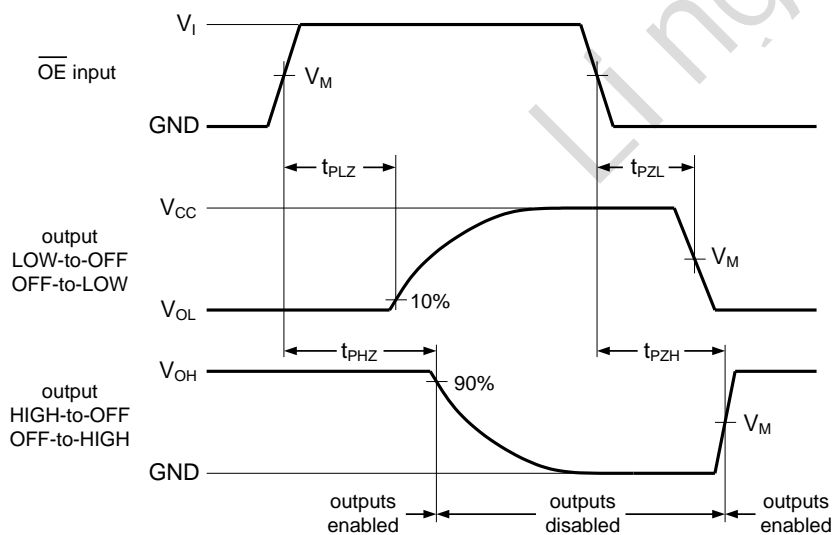 V_I
OE input
V_M
GND
t_PLZ
t_PZL
V_CC
output
LOW-to-OFF
OFF-to-LOW
V_M
10%
V_OL
t_PHZ
t_PZH
V_OH
90%
output
HIGH-to-OFF
OFF-to-HIGH
V_M
GND
outputs
enabled
outputs
disabled
outputs
enabled
Ling